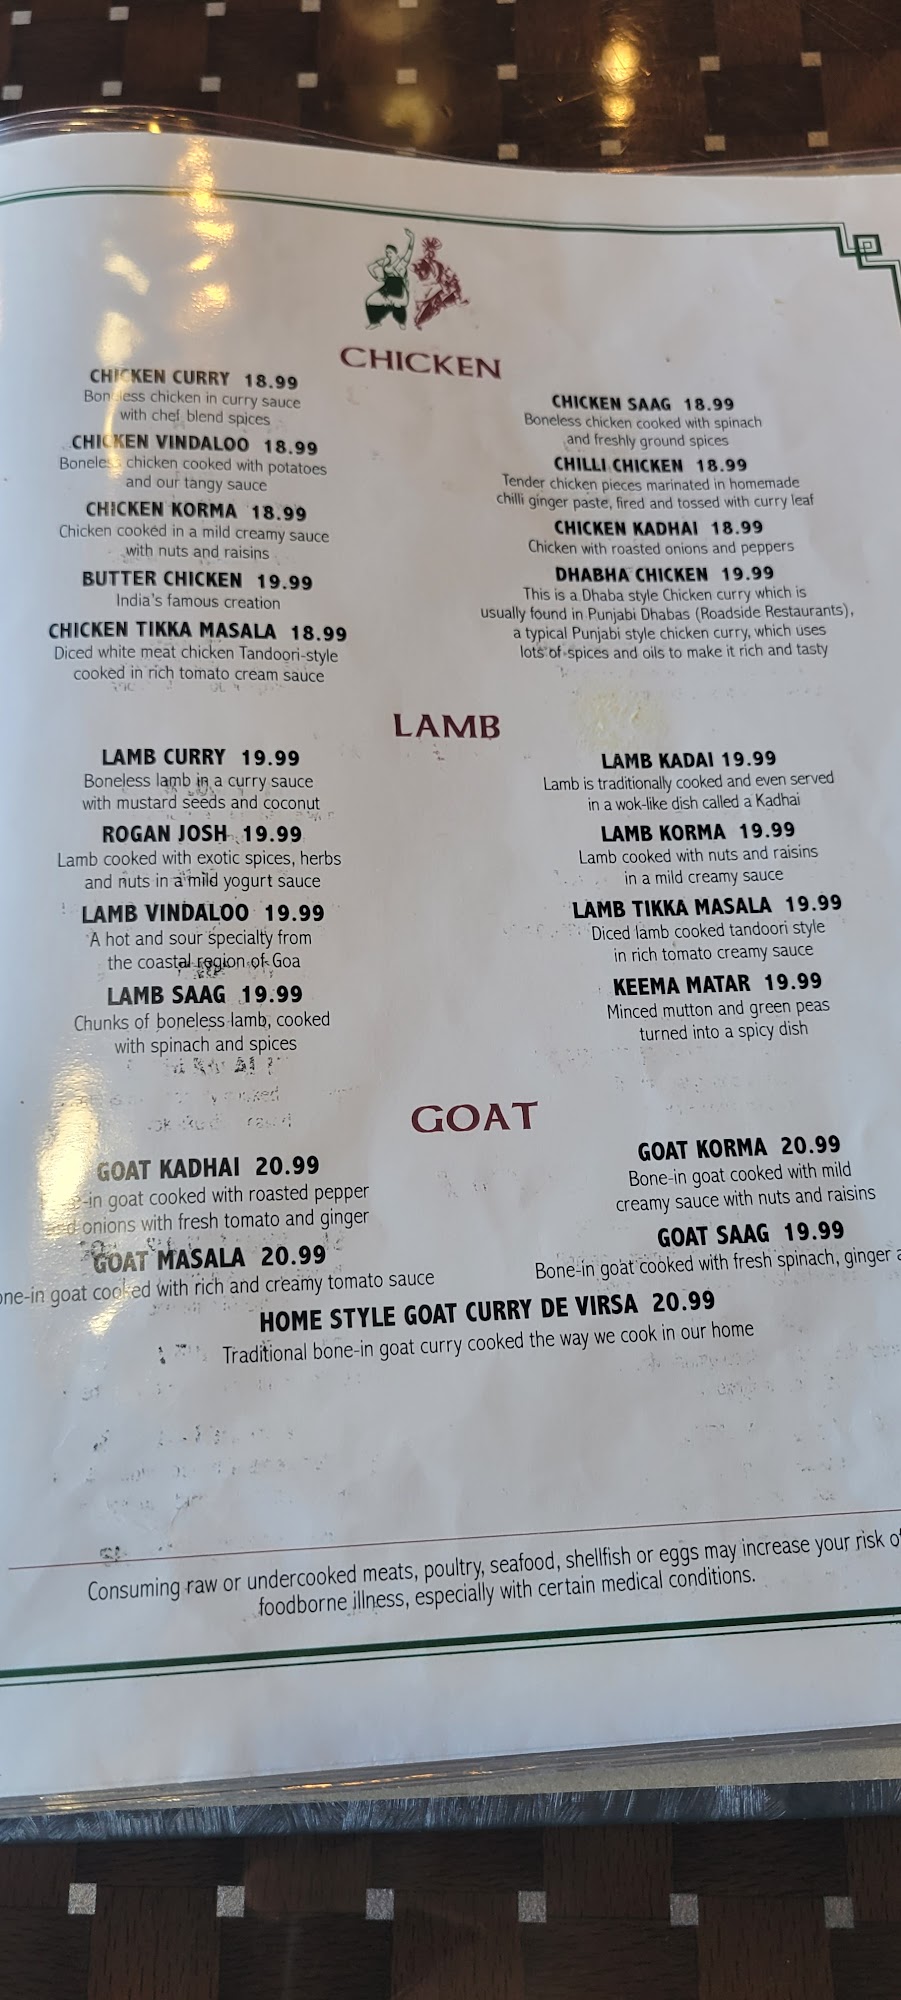 CHICKEN
CHICKEN CURRY 18.99
Boneless chicken in curry sauce
with chef blend spices
CHICKEN VINDALOO 18.99
Boneless chicken cooked with potatoes
and our tangy sauce
CHICKEN KORMA 18.99
Chicken cooked in a mild creamy sauce
with nuts and raisins
BUTTER CHICKEN 19.99
India's famous creation
CHICKEN TIKKA MASALA 18.99
Diced white meat chicken Tandoori-style
cooked in rich tomato cream sauce
CHICKEN SAAG 18.99
Boneless chicken cooked with spinach
and freshly ground spices
CHILLI CHICKEN 18.99
Tender chicken pieces marinated in homemade
chilli ginger paste, fired and tossed with curry leaf
CHICKEN KADHAI 18.99
Chicken with roasted onions and peppers
DHABHA CHICKEN 19.99
This is a Dhaba style Chicken curry which is
usually found in Punjabi Dhabas (Roadside Restaurants),
a typical Punjabi style chicken curry, which uses
lots of spices and oils to make it rich and tasty
LAMB
LAMB CURRY 19.99
Boneless lamb in a curry sauce
with mustard seeds and coconut
ROGAN JOSH 19.99
Lamb cooked with exotic spices, herbs
and nuts in a mild yogurt sauce
LAMB VINDALOO 19.99
A hot and sour specialty from
the coastal region of Goa
LAMB SAAG 19.99
Chunks of boneless lamb, cooked
with spinach and spices
LAMB KADAI 19.99
Lamb is traditionally cooked and even served
in a wok-like dish called a Kadhai
LAMB KORMA 19.99
Lamb cooked with nuts and raisins
in a mild creamy sauce
LAMB TIKKA MASALA 19.99
Diced lamb cooked tandoori style
in rich tomato creamy sauce
KEEMA MATAR 19.99
Minced mutton and green peas
turned into a spicy dish
GOAT
GOAT KADHAI 20.99
-in goat cooked with roasted pepper
onions with fresh tomato and ginger
GOAT MASALA 20.99
one-in goat cooked with rich and creamy tomato sauce
GOAT KORMA 20.99
Bone-in goat cooked with mild
creamy sauce with nuts and raisins
GOAT SAAG 19.99
Bone-in goat cooked with fresh spinach, ginger
HOME STYLE GOAT CURRY DE VIRSA 20.99
Traditional bone-in goat curry cooked the way we cook in our home
Consuming raw or undercooked meats, poultry, seafood, shellfish or eggs may increase your risk of
foodborne illness, especially with certain medical conditions.